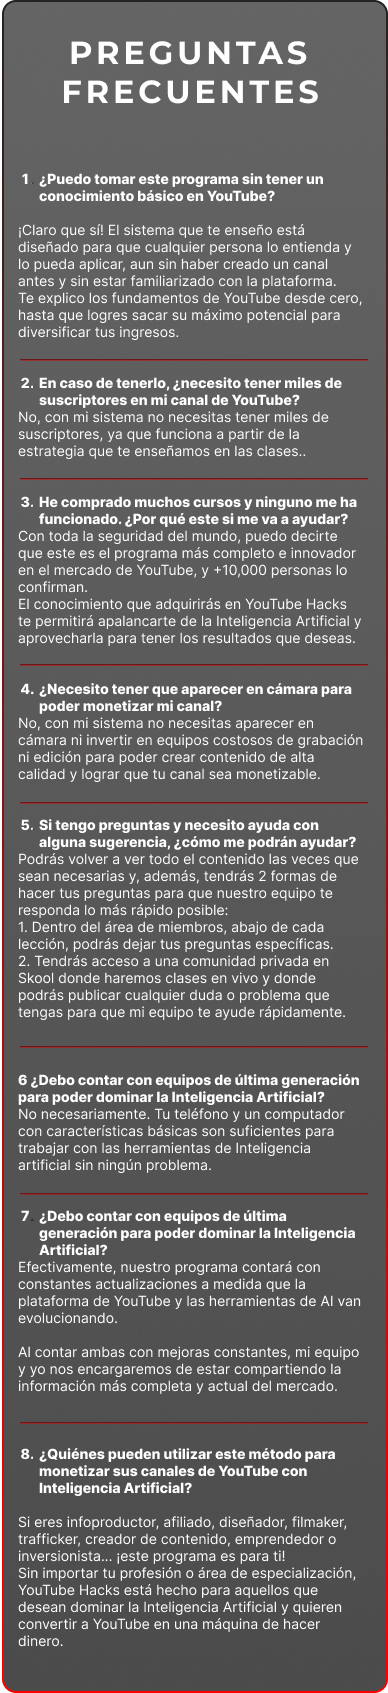 PREGUNTAS
FRECUENTES
1 ¿Puedo tomar este programa sin tener un
conocimiento básico en YouTube?
¡Claro que sí! El sistema que te enseño está
diseñado para que cualquier persona lo entienda y
lo pueda aplicar, aun sin haber creado un canal
antes y sin estar familiarizado con la plataforma.
Te explico los fundamentos de YouTube desde cero,
hasta que logres sacar su máximo potencial para
diversificar tus ingresos.
2. En caso de tenerlo, ¿necesito tener miles de
suscriptores en mi canal de YouTube?
No, con mi sistema no necesitas tener miles de
suscriptores, ya que funciona a partir de la
estrategia que te enseñamos en las clases..
3. He comprado muchos cursos y ninguno me ha
funcionado. ¿Por qué este si me va a ayudar?
Con toda la seguridad del mundo, puedo decirte
que este es el programa más completo e innovador
en el mercado de YouTube, y +10,000 personas lo
confirman.
El conocimiento que adquirirás en YouTube Hacks
te permitirá apalancarte de la Inteligencia Artificial y
aprovecharla para tener los resultados que deseas.
4. ¿Necesito tener que aparecer en cámara para
poder monetizar mi canal?
No, con mi sistema no necesitas aparecer en
cámara ni invertir en equipos costosos de grabación
ni edición para poder crear contenido de alta
calidad y lograr que tu canal sea monetizable.
5. Si tengo preguntas y necesito ayuda con
alguna sugerencia, ¿cómo me podrán ayudar?
Podrás volver a ver todo el contenido las veces que
sean necesarias y, además, tendrás 2 formas de
hacer tus preguntas para que nuestro equipo te
responda lo más rápido posible:
1. Dentro del área de miembros, abajo de cada
lección, podrás dejar tus preguntas específicas.
2. Tendrás acceso a una comunidad privada en
Skool donde haremos clases en vivo y donde
podrás publicar cualquier duda o problema que
tengas para que mi equipo te ayude rápidamente.
6 ¿Debo contar con equipos de última generación
para poder dominar la Inteligencia Artificial?
No necesariamente. Tu teléfono y un computador
con características básicas son suficientes para
trabajar con las herramientas de Inteligencia
artificial sin ningún problema.
7. ¿Debo contar con equipos de última
generación para poder dominar la Inteligencia
Artificial?
Efectivamente, nuestro programa contará con
constantes actualizaciones a medida que la
plataforma de YouTube y las herramientas de AI van
evolucionando.
Al contar ambas con mejoras constantes, mi equipo
y yo nos encargaremos de estar compartiendo la
información más completa y actual del mercado.
8. ¿Quiénes pueden utilizar este método para
monetizar sus canales de YouTube con
Inteligencia Artificial?
Si eres infoproductor, afiliado, diseñador, filmaker,
trafficker, creador de contenido, emprendedor o
inversionista... ¡este programa es para ti!
Sin importar tu profesión o área de especialización,
YouTube Hacks está hecho para aquellos que
desean dominar la Inteligencia Artificial y quieren
convertir a YouTube en una máquina de hacer
dinero.